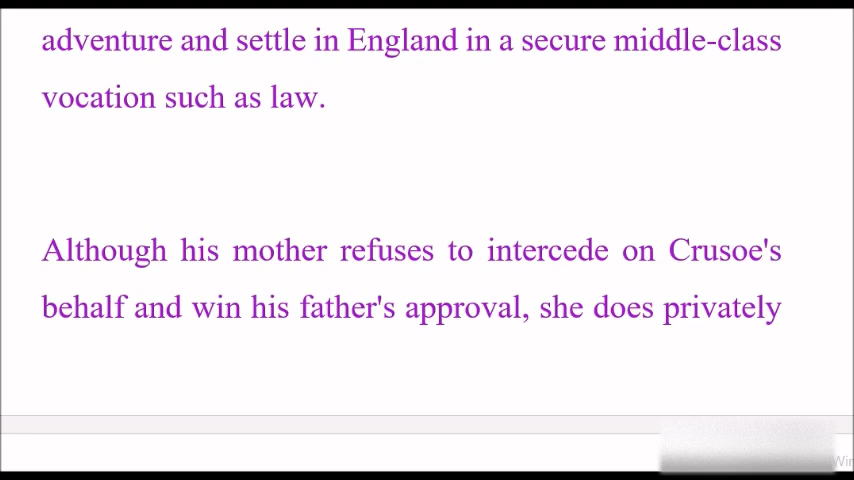 adventure and settle in England in a secure middle-class
vocation such as law.
Although his mother refuses to intercede on Crusoe's
behalf and win his father's approval, she does privately